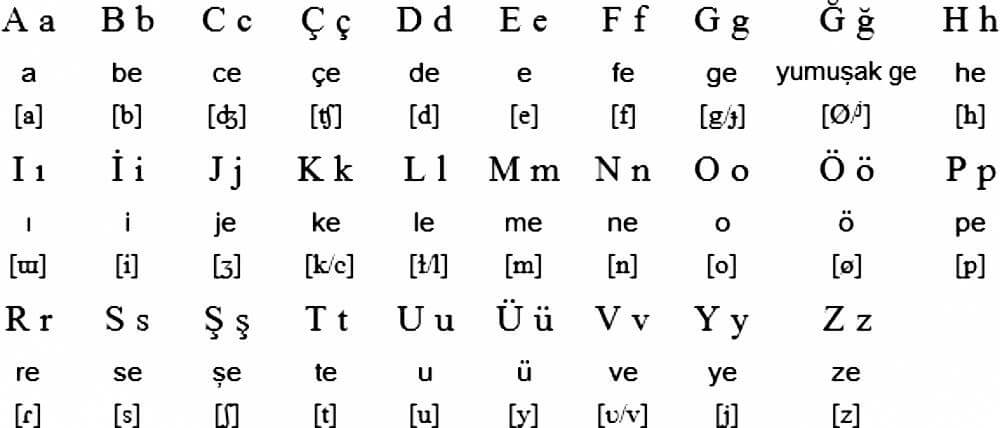 A a B b C c Ç ç D d E e F f G g Ğ ğ H h
a be ce çe de e fe ge yumuşak ge he
[a] [b] [ʤ] [ʧ] [d] [e] [f] [g/ɟ] [Ø/ʲ] [h]
I ı İ i J j K k L l M m N n O o Ö ö P p
ı i je ke le me ne o ö pe
[ɯ] [i] [ʒ] [k/c] [ɫ/l] [m] [n] [o] [ø] [p]
R r S s Ş ş T t U u Ü ü V v Y y Z z
re se şe te u ü ve ye ze
[ɾ] [s] [ʃ] [t] [u] [y] [ʋ/v] [j] [z]